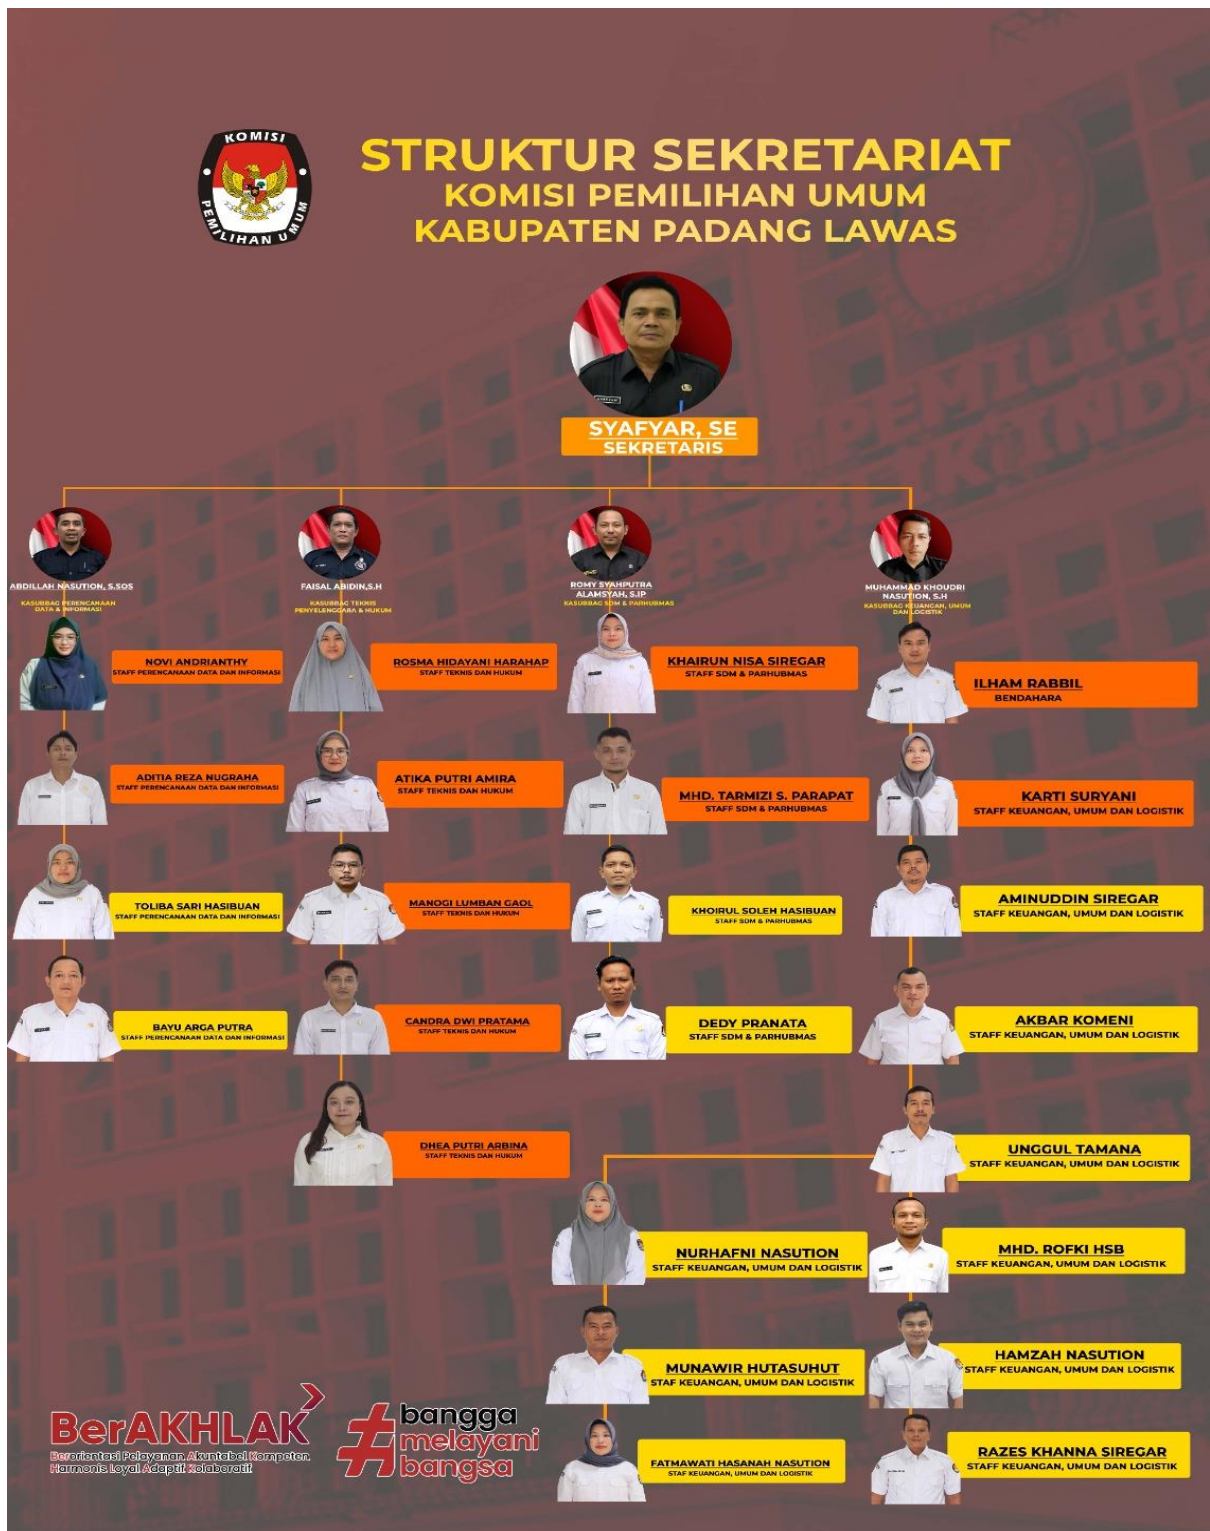 KOMISI
PEMILIHAN UMUM
STRUKTUR SEKRETARIAT
KOMISI PEMILIHAN UMUM
KABUPATEN PADANG LAWAS
SYAFYAR, SE
SEKRETARIS
ABDILLAH NASUTION, S.SOS
KASUBBAG PERENCANAAN
DATA & INFORMASI
NOVI ANDRIANTHY
STAFF PERENCANAAN DATA DAN INFORMASI
ADITIA REZA NUGRAHA
STAFF PERENCANAAN DATA DAN INFORMASI
TOLIBA SARI HASIBUAN
STAFF PERENCANAAN DATA DAN INFORMASI
BAYU ARGA PUTRA
STAFF PERENCANAAN DATA DAN INFORMASI
FAISAL ABIDIN,S.H
KASUBBAG TEKNIS
PENYELENGGARA & HUKUM
ROSMA HIDAYANI HARAHAP
STAFF TEKNIS DAN HUKUM
ATIKA PUTRI AMIRA
STAFF TEKNIS DAN HUKUM
MANOGI LUMBAN GAOL
STAFF TEKNIS DAN HUKUM
CANDRA DWI PRATAMA
STAFF TEKNIS DAN HUKUM
DHEA PUTRI ARBINA
STAFF TEKNIS DAN HUKUM
ROMY SYAHPUTRA
ALAMSYAH, S.IP
KASUBBAG SDM & PARHUBMAS
KHAIRUN NISA SIREGAR
STAFF SDM & PARHUBMAS
MHD. TARMIZI S. PARAPAT
STAFF SDM & PARHUBMAS
KHOIRUL SOLEH HASIBUAN
STAFF SDM & PARHUBMAS
DEDY PRANATA
STAFF SDM & PARHUBMAS
MUHAMMAD KHOUDRI
NASUTION, S.H
KASUBBAG KEUANGAN, UMUM
DAN LOGISTIK
ILHAM RABBIL
BENDAHARA
KARTI SURYANI
STAFF KEUANGAN, UMUM DAN LOGISTIK
AMINUDDIN SIREGAR
STAFF KEUANGAN, UMUM DAN LOGISTIK
AKBAR KOMENI
STAFF KEUANGAN, UMUM DAN LOGISTIK
UNGGUL TAMANA
STAFF KEUANGAN, UMUM DAN LOGISTIK
NURHAFNI NASUTION
STAFF KEUANGAN, UMUM DAN LOGISTIK
MHD. ROFKI HSB
STAFF KEUANGAN, UMUM DAN LOGISTIK
MUNAWIR HUTASUHUT
STAF KEUANGAN, UMUM DAN LOGISTIK
HAMZAH NASUTION
STAFF KEUANGAN, UMUM DAN LOGISTIK
FATMAWATI HASANAH NASUTION
STAF KEUANGAN, UMUM DAN LOGISTIK
RAZES KHANNA SIREGAR
STAFF KEUANGAN, UMUM DAN LOGISTIK
BerAKHLAK
Berorientasi Pelayanan Akuntabel Kompeten
Harmonis Loyal Adaptif Kolaboratif
# bangga
melayani
bangsa